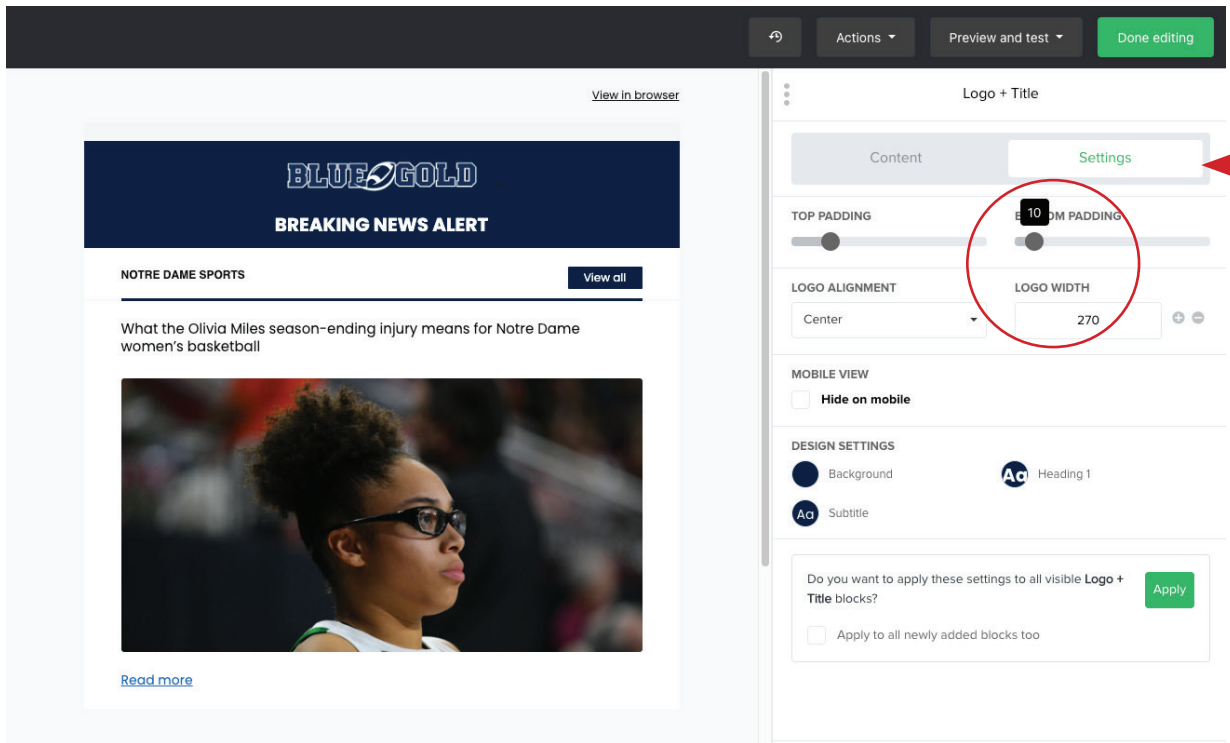 Actions
Preview and test
Done editing
View in browser
BLUE GOLD
BREAKING NEWS ALERT
NOTRE DAME SPORTS
View all
What the Olivia Miles season-ending injury means for Notre Dame
women's basketball
Read more
Logo + Title
Content
Settings
TOP PADDING
10
PADDING
LOGO ALIGNMENT
LOGO WIDTH
Center
270
MOBILE VIEW
Hide on mobile
DESIGN SETTINGS
Background
Aa Heading 1
Aa Subtitle
Do you want to apply these settings to all visible Logo +
Title blocks?
Apply
Apply to all newly added blocks too